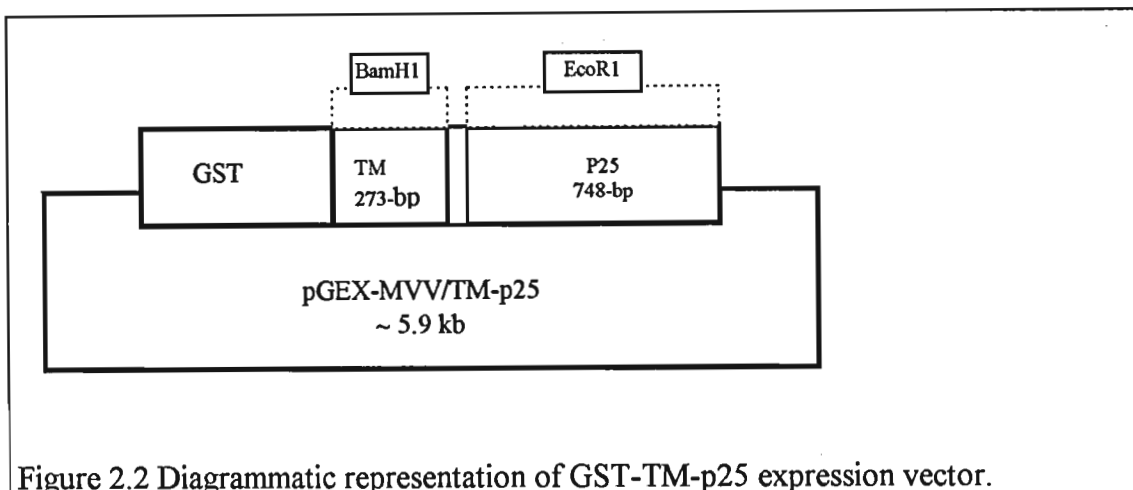 BamH1
EcoR1
GST
TM
273-bp
P25
748-bp
pGEX-MVV/TM-p25
~ 5.9 kb
Figure 2.2 Diagrammatic representation of GST-TM-p25 expression vector.